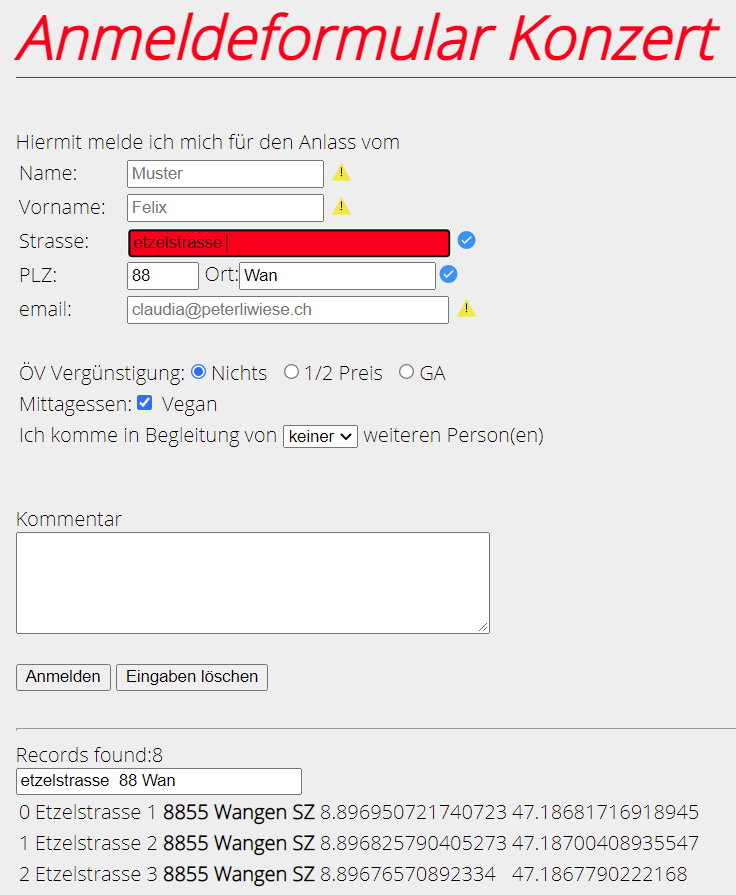 Anmeldeformular Konzert
Hiermit melde ich mich für den Anlass vom
Name: Muster
Vorname: Felix
Strasse: etzelstrasse
PLZ: 88 Ort: Wan
email: claudia@peterliwiese.ch
ÖV Vergünstigung: Nichts 1/2 Preis GA
Mittagessen: Vegan
Ich komme in Begleitung von keiner weiteren Person(en)
Kommentar
Anmelden Eingaben löschen
Records found:8
etzelstrasse  88 Wan
0 Etzelstrasse 1 8855 Wangen SZ 8.896950721740723 47.18681716918945
1 Etzelstrasse 2 8855 Wangen SZ 8.896825790405273 47.18700408935547
2 Etzelstrasse 3 8855 Wangen SZ 8.89676570892334 47.1867790222168